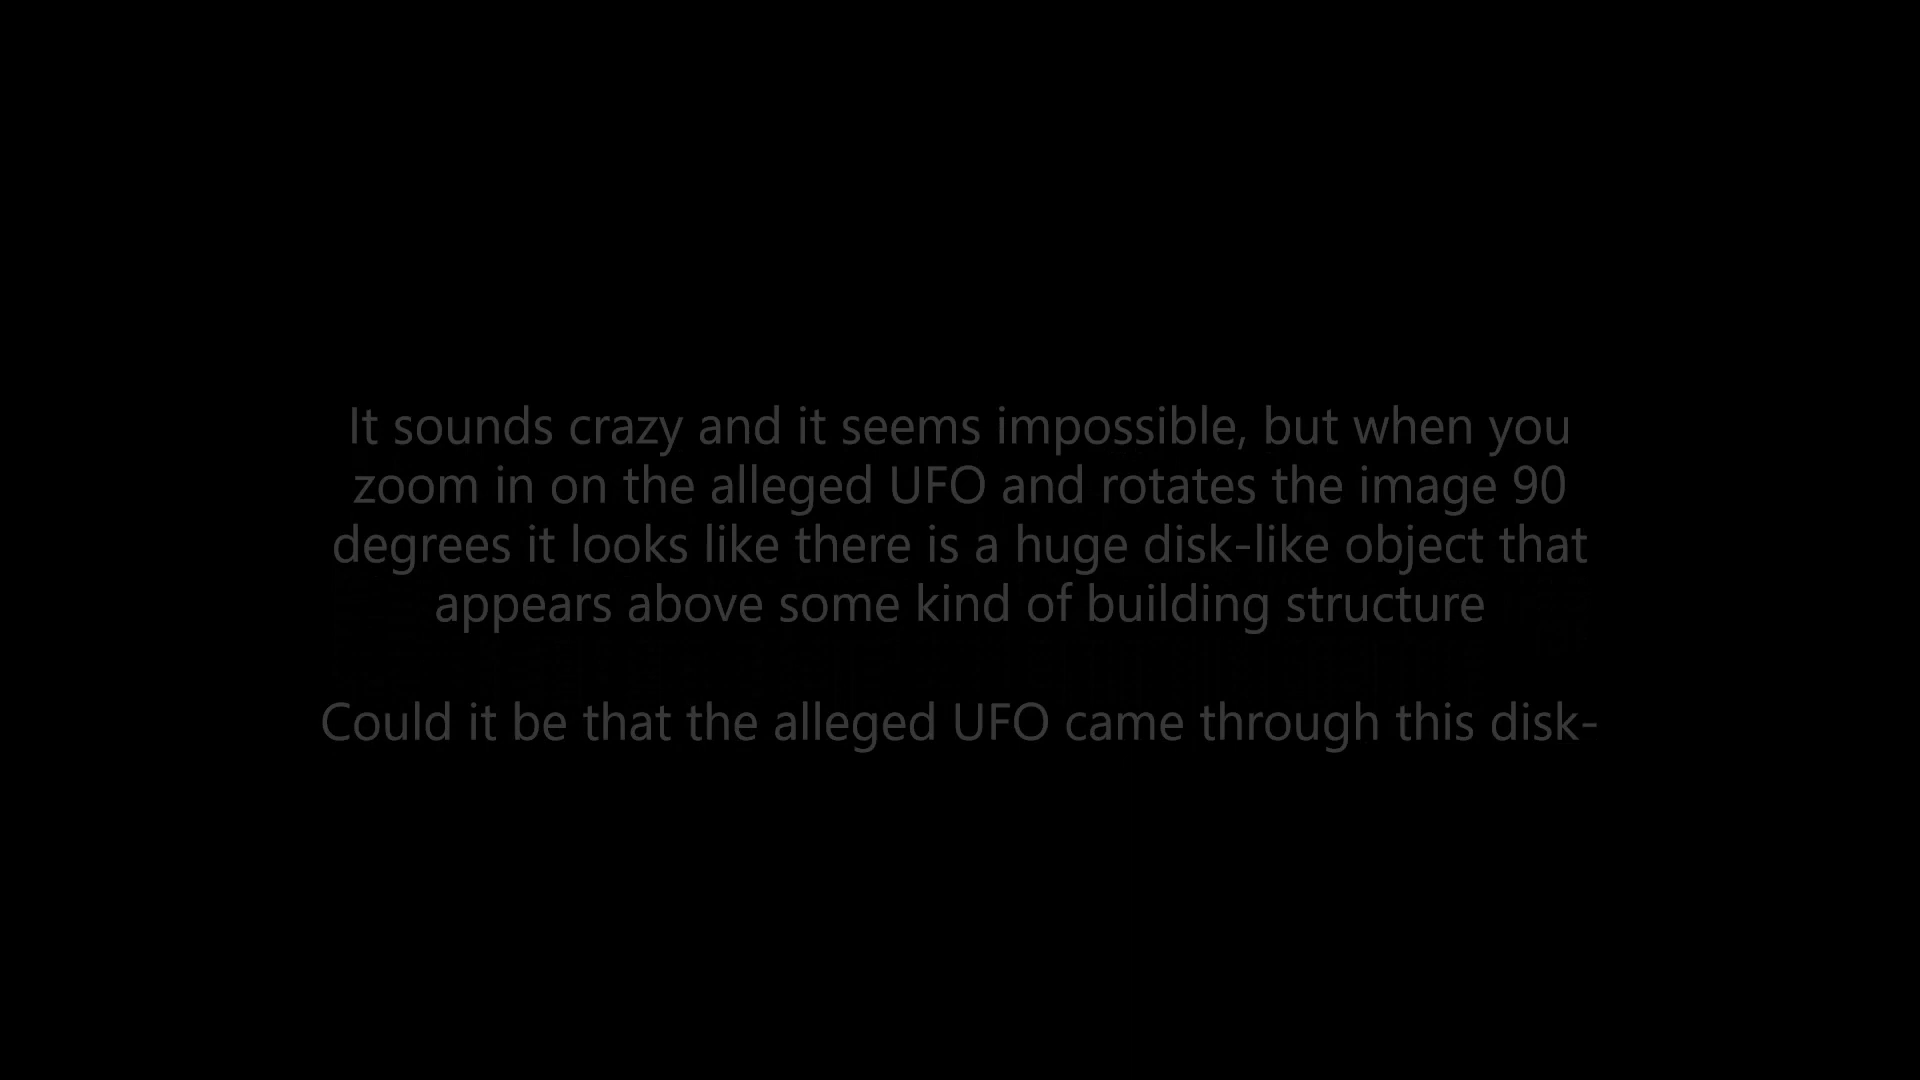 It sounds crazy and it seems impossible, but when you
zoom in on the alleged UFO and rotates the image 90
degrees it looks like there is a huge disk-like object that
appears above some kind of building structure
Could it be that the alleged UFO came through this disk-